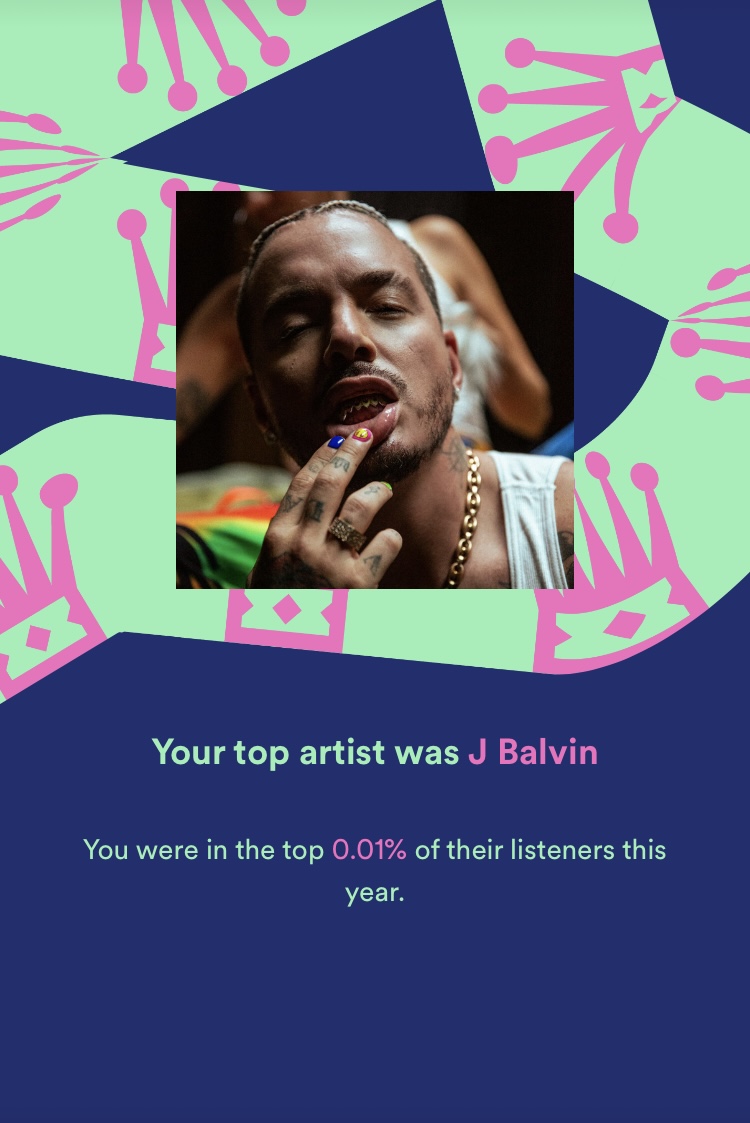 Your top artist was J Balvin
You were in the top 0.01% of their listeners this
year.